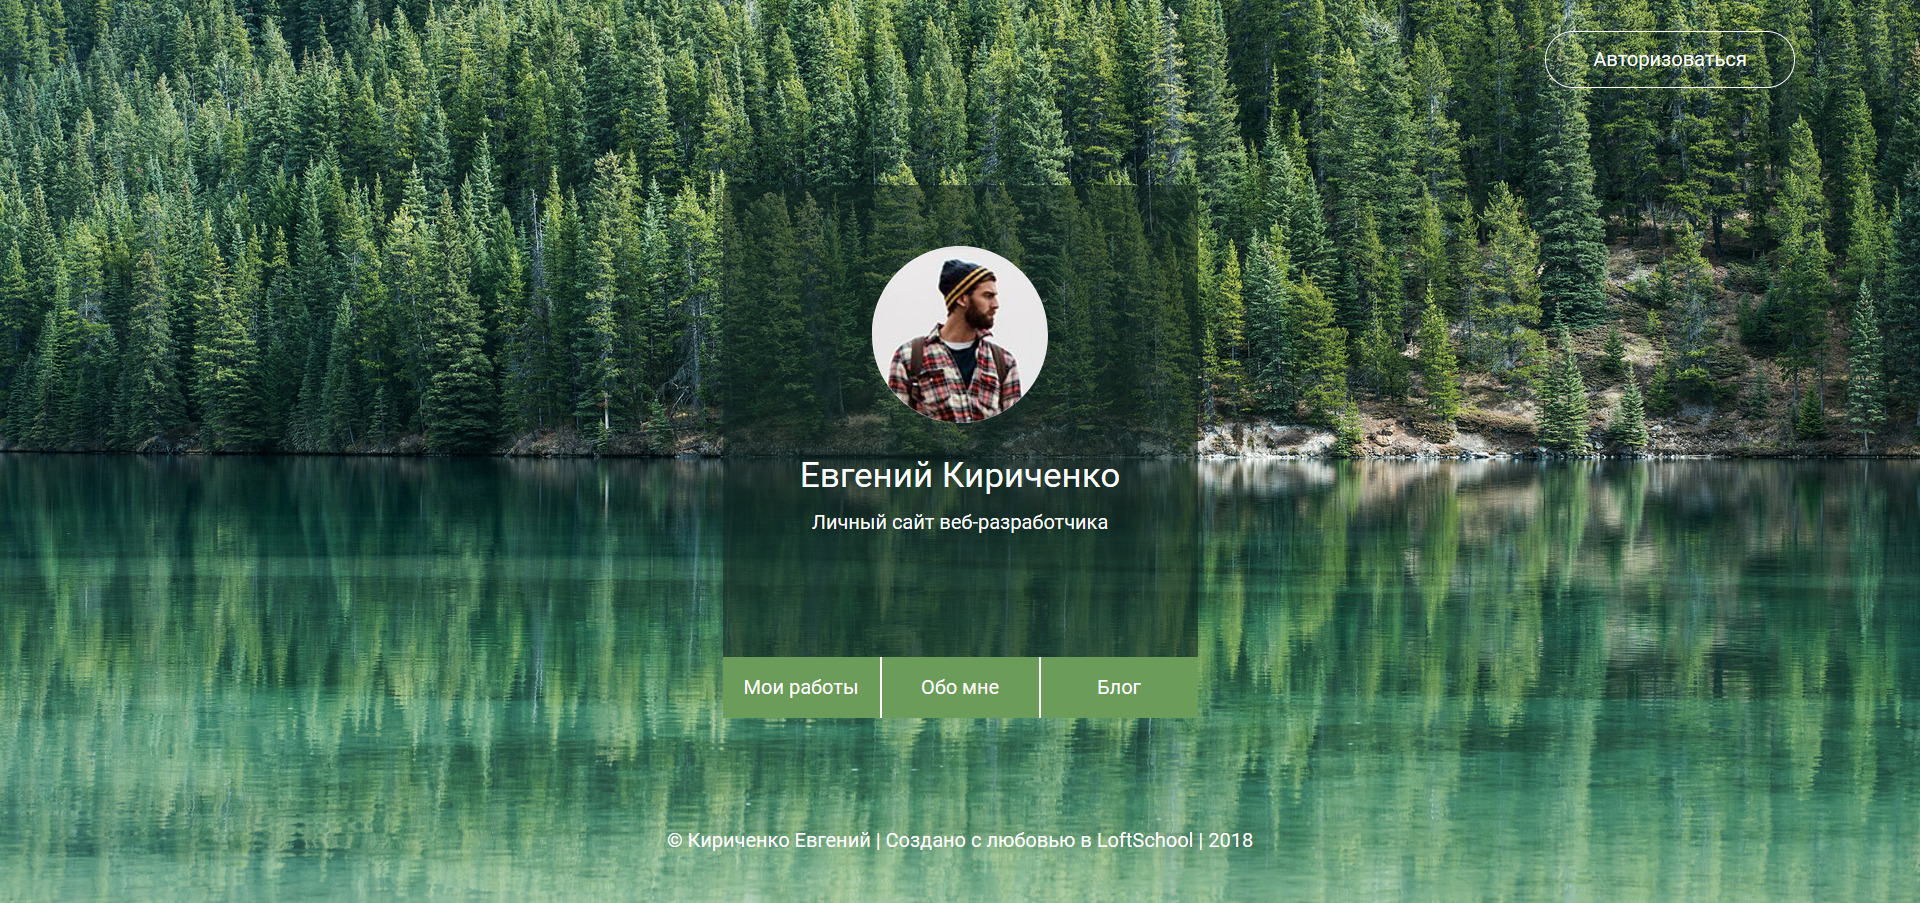 Авторизоваться
Евгений Кириченко
Личный сайт веб-разработчика
Мои работы
Обо мне
Блог
© Кириченко Евгений | Создано с любовью в LoftSchool | 2018